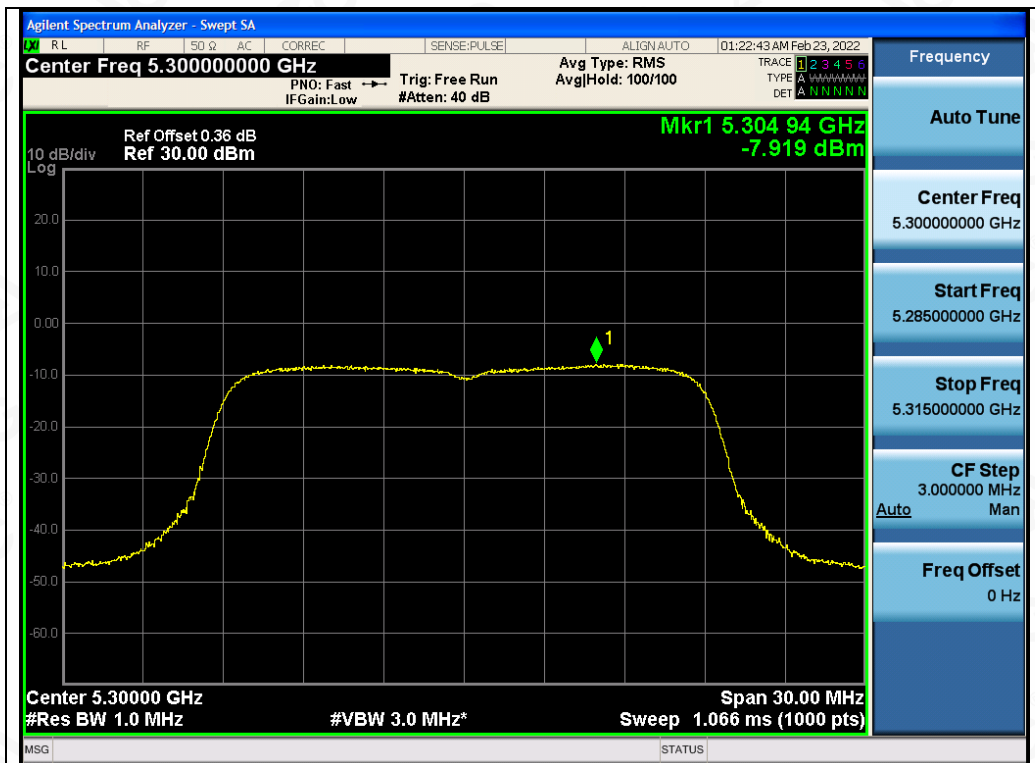 Agilent Spectrum Analyzer - Swept SA
LXI RL RF 50 Ω AC CORREC SENSE:PULSE ALIGN AUTO 01:22:43 AM Feb 23, 2022
Center Freq 5.300000000 GHz
PNO: Fast
IFGain:Low
Trig: Free Run
#Atten: 40 dB
Avg Type: RMS
Avg|Hold: 100/100
TRACE 1 2 3 4 5 6
TYPE A WWWWW
DET A N N N N N
Frequency
Auto Tune
Center Freq
5.300000000 GHz
Start Freq
5.285000000 GHz
Stop Freq
5.315000000 GHz
CF Step
3.000000 MHz
Auto Man
Freq Offset
0 Hz
Mkr1 5.304 94 GHz
-7.919 dBm
Ref Offset 0.36 dB
10 dB/div Ref 30.00 dBm
Log
20.0
10.0
0.00
-10.0
-20.0
-30.0
-40.0
-50.0
-60.0
1
Center 5.30000 GHz Span 30.00 MHz
#Res BW 1.0 MHz #VBW 3.0 MHz* Sweep 1.066 ms (1000 pts)
MSG STATUS